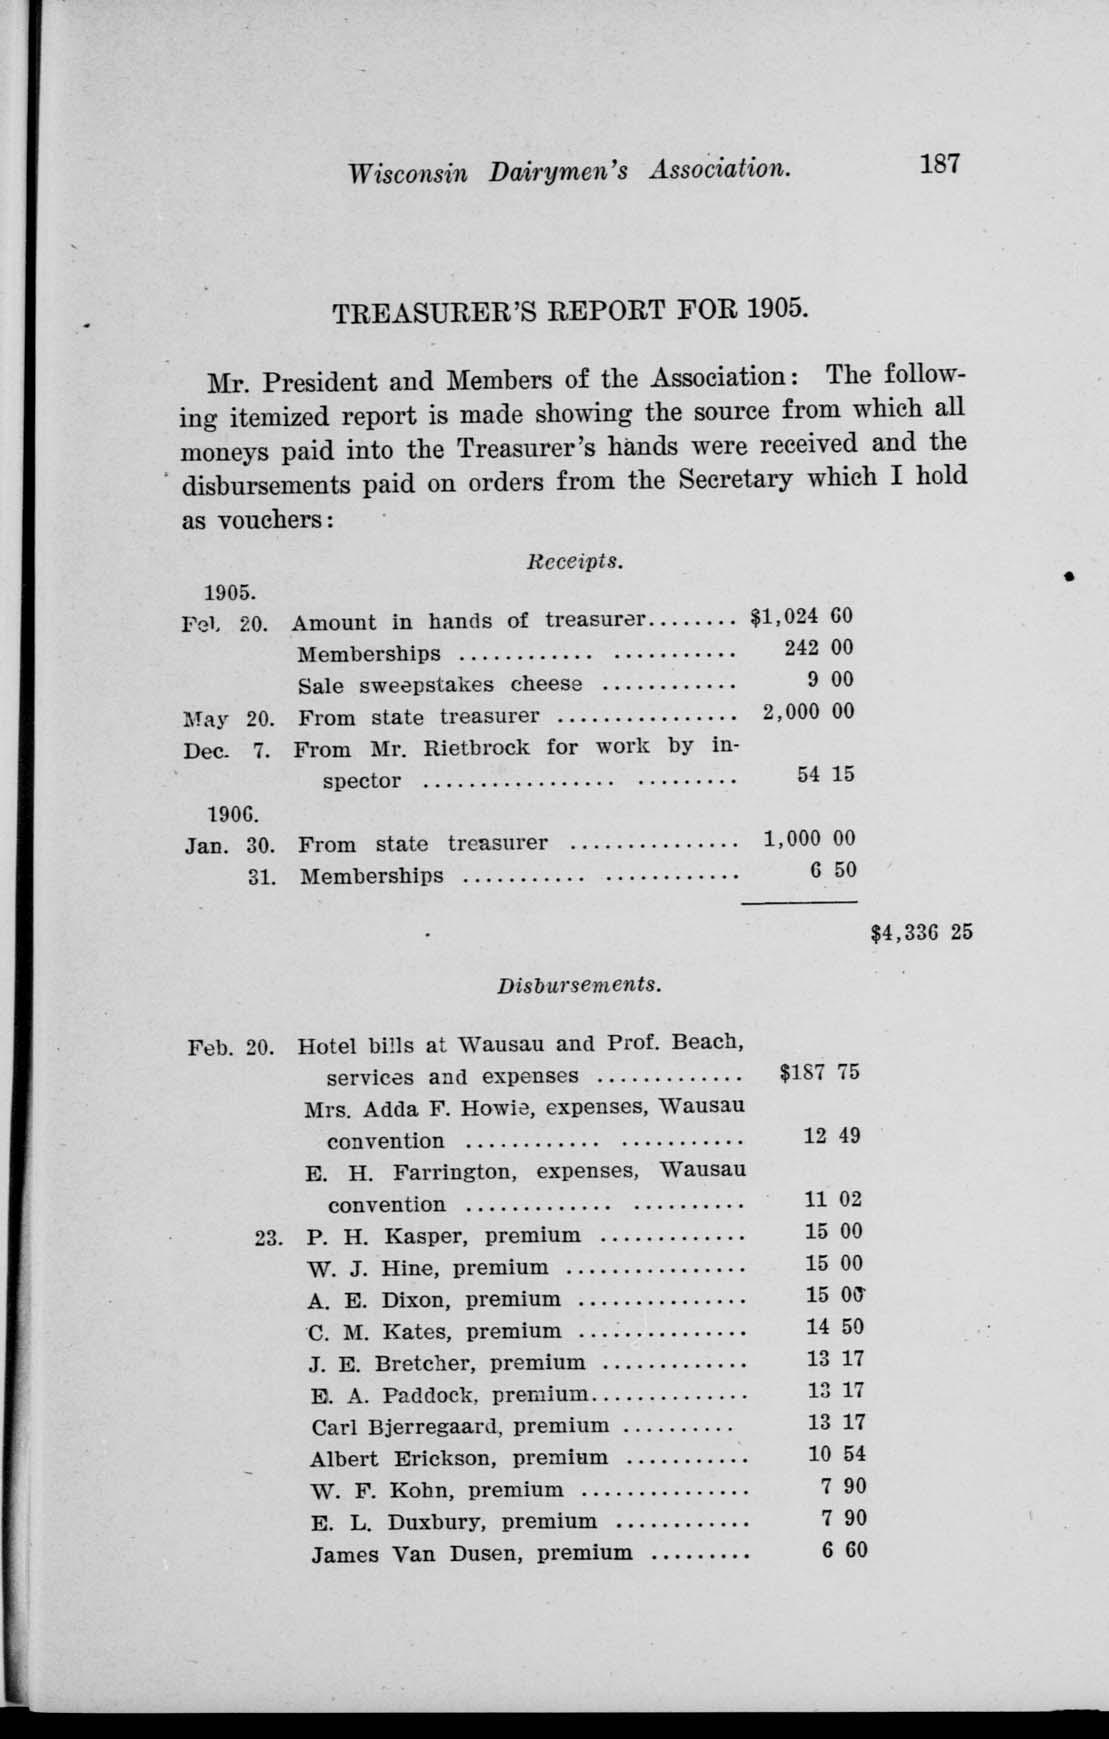 Wisconsin Dairymen's Association. 187
TREASURER'S REPORT FOR 1905.
Mr. President and Members of the Association: The follow-
ing itemized report is made showing the source from which all
moneys paid into the Treasurer's hands were received and the
disbursements paid on orders from the Secretary which I hold
as vouchers:
Receipts.
1905.
Feb. 20. Amount in hands of treasurer........ $1,024 60
Memberships ............ ........... 242 00
Sale sweepstakes cheese ............ 9 00
May 20. From state treasurer ................ 2,000 00
Dec. 7. From Mr. Rietbrock for work by in-
spector ................. ......... 54 15
1906.
Jan. 30. From state treasurer ............... 1,000 00
31. Memberships ........... ............ 6 50
$4,336 25
Disbursements.
Feb. 20. Hotel bills at Wausau and Prof. Beach,
services and expenses ............. $187 75
Mrs. Adda F. Howie, expenses, Wausau
convention ............ ........... 12 49
E. H. Farrington, expenses, Wausau
convention ............. .......... 11 02
23. P. H. Kasper, premium ............. 15 00
W. J. Hine, premium ................ 15 00
A. E. Dixon, premium ............... 15 00
C. M. Kates, premium ............... 14 50
J. E. Bretcher, premium ............. 13 17
E. A. Paddock, premium.............. 13 17
Carl Bjerregaard, premium .......... 13 17
Albert Erickson, premium ........... 10 54
W. F. Kohn, premium ............... 7 90
E. L. Duxbury, premium ............ 7 90
James Van Dusen, premium ......... 6 60